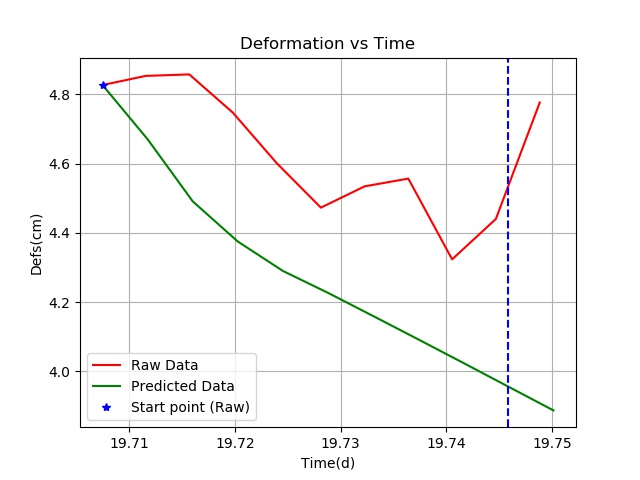 Deformation vs Time
4.8
4.6
4.4
4.2
4.0
Defs(cm)
Raw Data
Predicted Data
Start point (Raw)
19.71 19.72 19.73 19.74 19.75
Time(d)